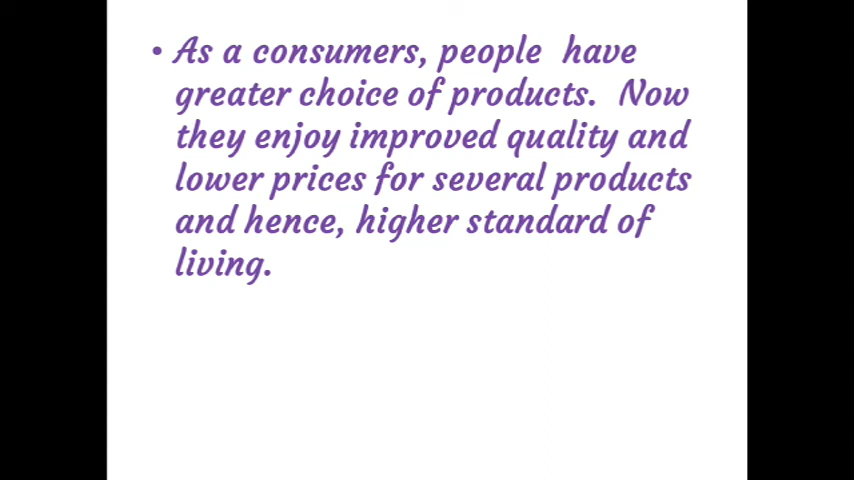 • As a consumers, people have
greater choice of products. Now
they enjoy improved quality and
lower prices for several products
and hence, higher standard of
living.